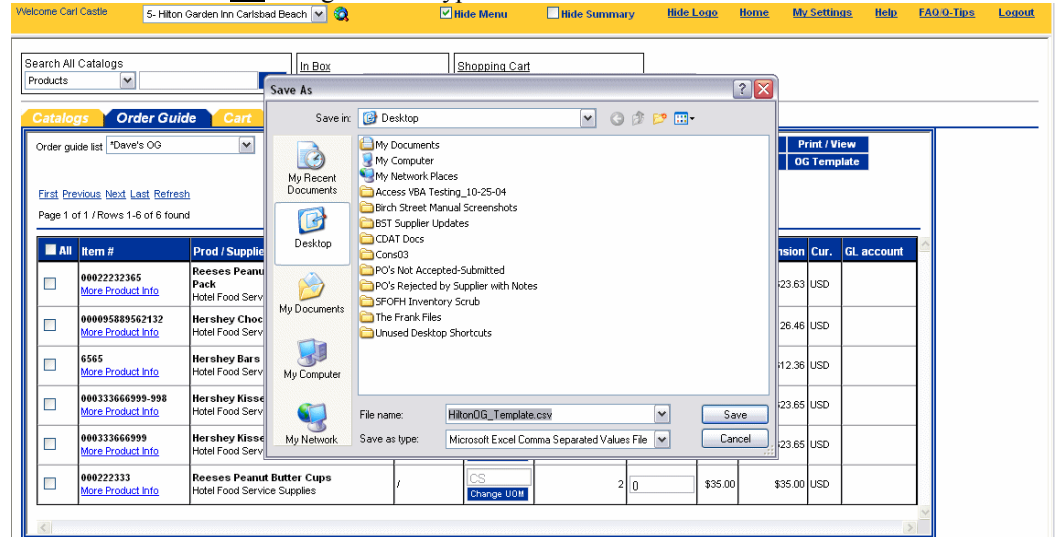 Welcome Carl Castle 5- Hilton Garden Inn Carlsbad Beach Hide Menu Hide Summary Hide Logo Home My Settings Help FAQ/Q-Tips Logout
Search All Catalogs In Box Shopping Cart
Products
Save As
Catalogs Order Guide Cart
Save in: Desktop
Order guide list *Dave's OG
Print / View
OG Template
My Recent Documents
Desktop
My Documents
My Computer
My Network
My Documents
My Computer
My Network Places
Access VBA Testing_10-25-04
Birch Street Manual Screenshots
BST Supplier Updates
CDAT Docs
Cons03
PO's Not Accepted-Submitted
PO's Rejected by Supplier with Notes
SFOFH Inventory Scrub
The Frank Files
Unused Desktop Shortcuts
File name: HiltonOG_Template.csv Save
Save as type: Microsoft Excel Comma Separated Values File Cancel
First Previous Next Last Refresh
Page 1 of 1 / Rows 1-6 of 6 found
All Item # Prod / Supplie nsion Cur. GL account
00022232365 Reeses Peanu
More Product Info Pack
Hotel Food Serv 23.63 USD
000095889562132 Hershey Choc
More Product Info Hotel Food Serv 26.46 USD
6565 Hershey Bars
More Product Info Hotel Food Serv 12.36 USD
000333666999-998 Hershey Kisse
More Product Info Hotel Food Serv 23.65 USD
000333666999 Hershey Kisse
More Product Info Hotel Food Serv 23.65 USD
000222333 Reeses Peanut Butter Cups / CS 2 0 $35.00 $35.00 USD
More Product Info Hotel Food Service Supplies Change UOM